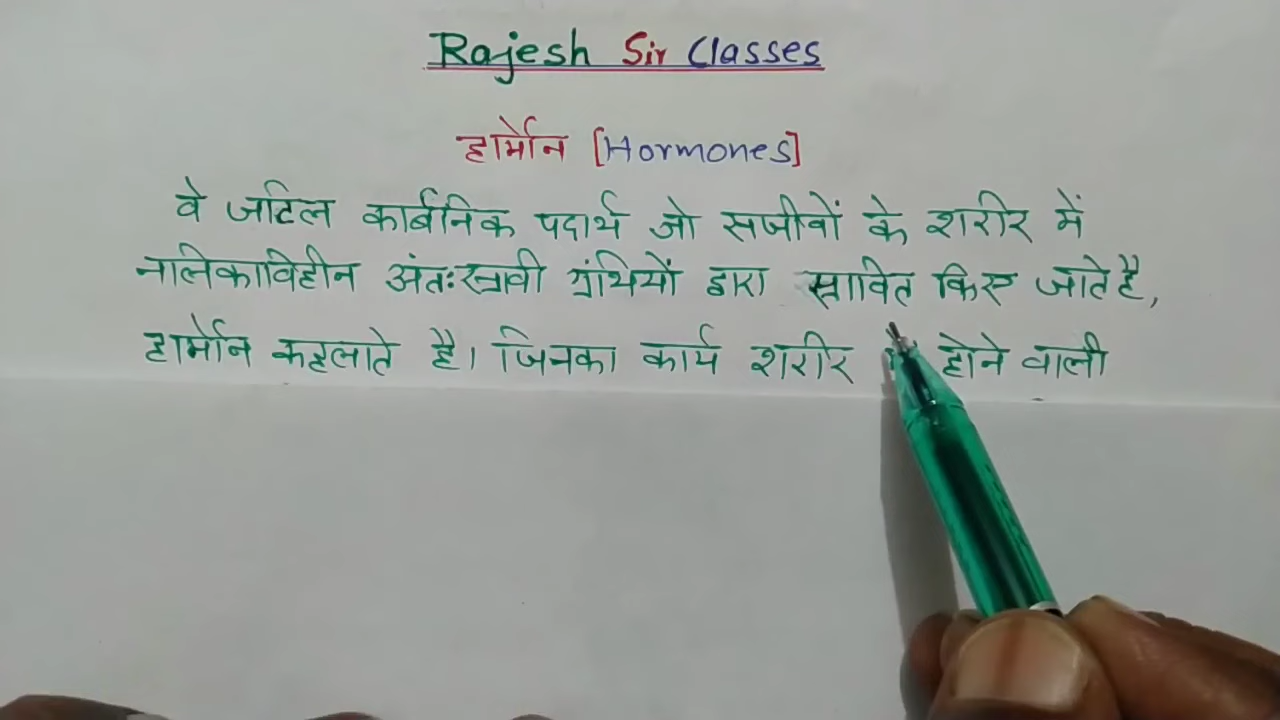 Rajesh Sir Classes
हार्मोन [Hormones]
वे जटिल कार्बनिक पदार्थ जो सजीवों के शरीर में
नालिकाविहीन अंतःस्त्रावी ग्रंथियों द्वारा स्त्रावित किए जाते है,
हार्मोन कहलाते है। जिनका कार्य शरीर होने वाली